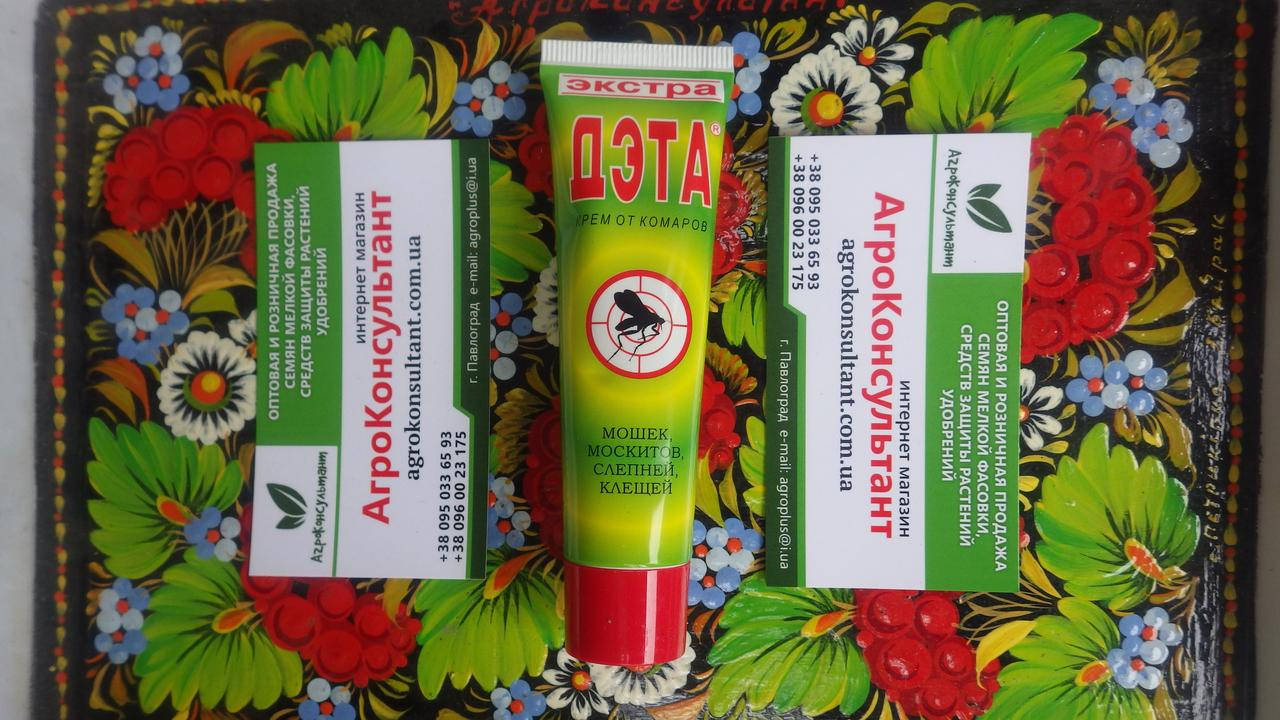 "Агроконсультант"
экстра
ДЭТА®
КРЕМ ОТ КОМАРОВ
МОШЕК,
МОСКИТОВ,
СЛЕПНЕЙ,
КЛЕЩЕЙ
ОПТОВАЯ И РОЗНИЧНАЯ ПРОДАЖА
СЕМЯН МЕЛКОЙ ФАСОВКИ,
СРЕДСТВ ЗАЩИТЫ РАСТЕНИЙ
УДОБРЕНИЙ
АгроКонсультант
интернет магазин
АгроКонсультант
agrokonsultant.com.ua
+38 095 033 65 93
+38 096 00 23 175
г. Павлоград e-mail: agroplus@i.ua
АгроКонсультант
+38 095 033 65 93
+38 096 00 23 175
интернет магазин
АгроКонсультант
agrokonsultant.com.ua
г. Павлоград e-mail: agroplus@i.ua
ОПТОВАЯ И РОЗНИЧНАЯ ПРОДАЖА
СЕМЯН МЕЛКОЙ ФАСОВКИ,
СРЕДСТВ ЗАЩИТЫ РАСТЕНИЙ
УДОБРЕНИЙ